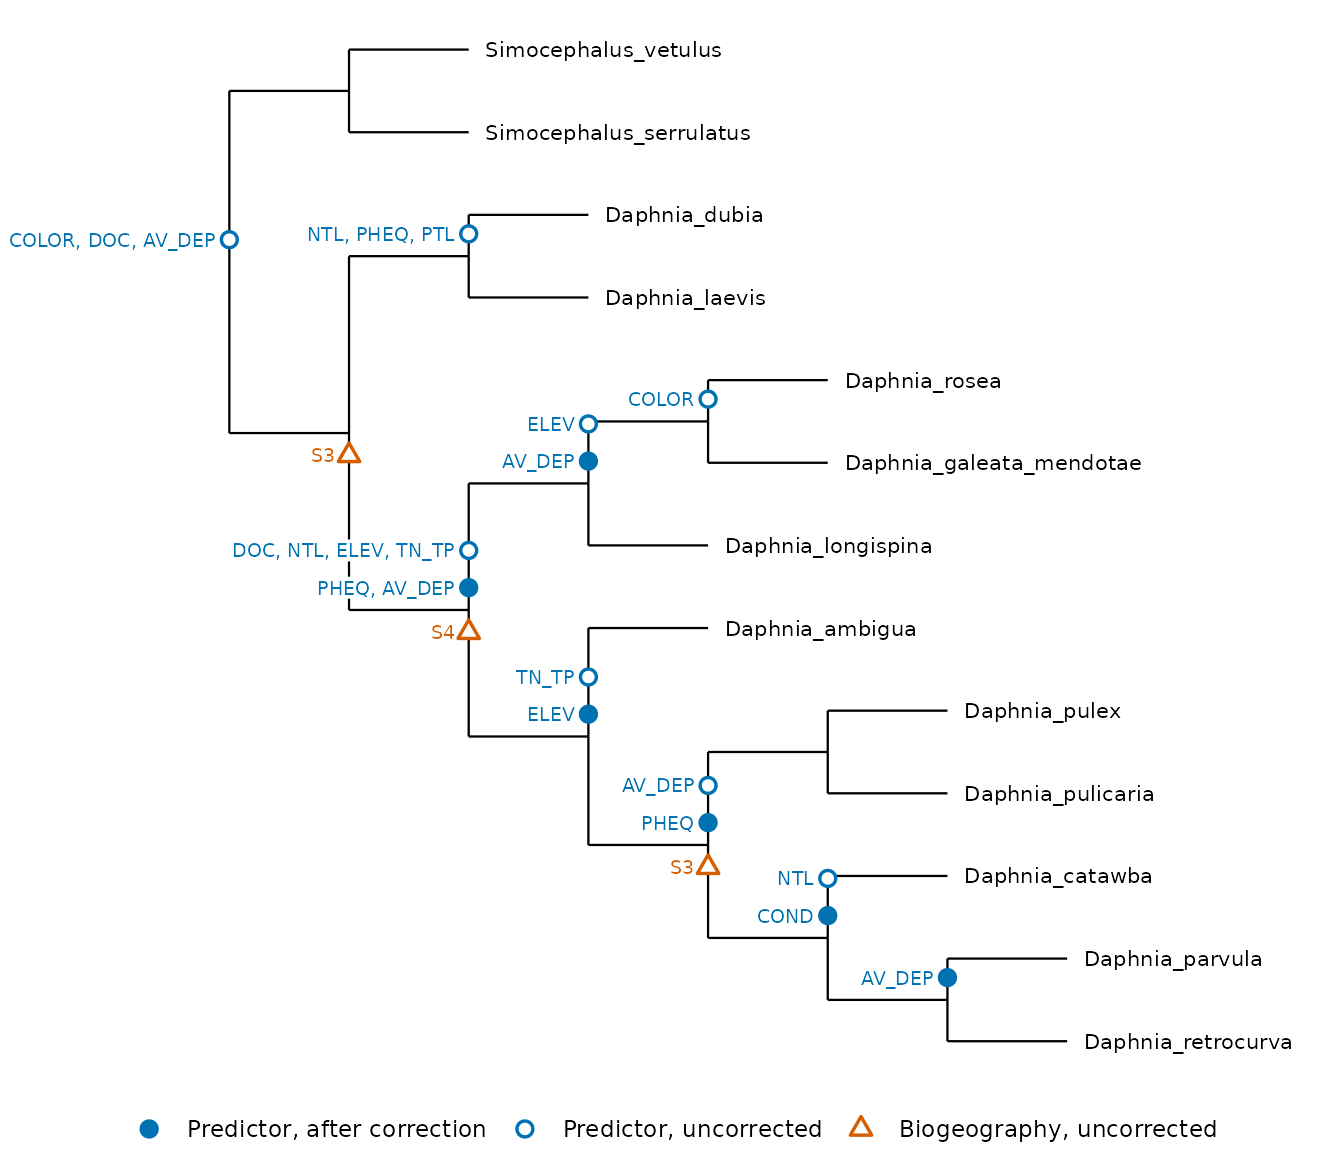 Simocephalus_vetulus
Simocephalus_serrulatus
Daphnia_dubia
NTL, PHEQ, PTL
COLOR, DOC, AV_DEP
Daphnia_laevis
Daphnia_rosea
COLOR
ELEV
S3
AV_DEP
Daphnia_galeata_mendotae
Daphnia_longispina
DOC, NTL, ELEV, TN_TP
PHEQ, AV_DEP
S4
Daphnia_ambigua
TN_TP
ELEV
Daphnia_pulex
AV_DEP
Daphnia_pulicaria
PHEQ
S3
NTL
Daphnia_catawba
COND
Daphnia_parvula
AV_DEP
Daphnia_retrocurva
Predictor, after correction
Predictor, uncorrected
Biogeography, uncorrected